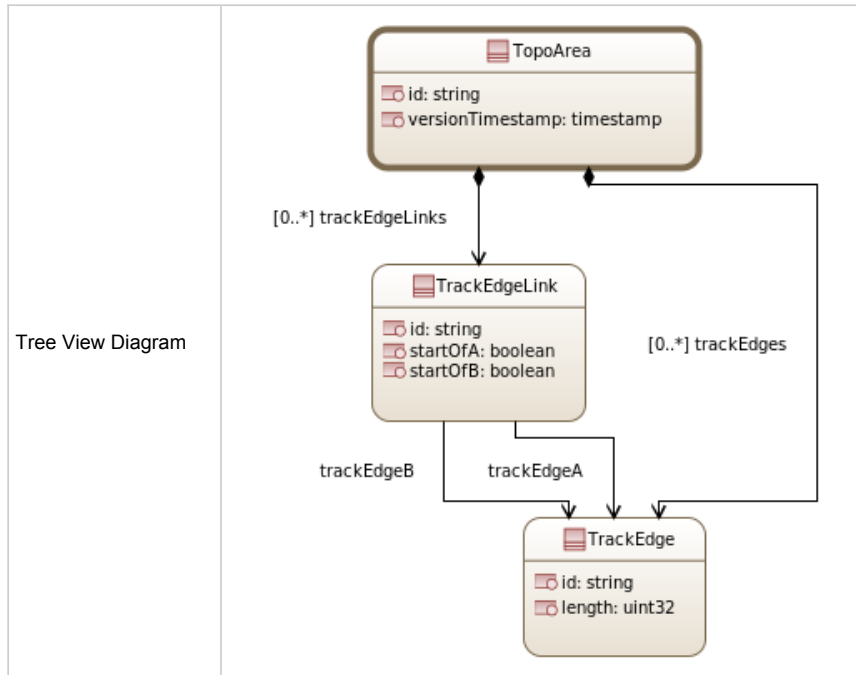 TopoArea
id: string
versionTimestamp: timestamp
[0..*] trackEdgeLinks
TrackEdgeLink
id: string
startOfA: boolean
startOfB: boolean
Tree View Diagram
[0..*] trackEdges
trackEdgeB
trackEdgeA
TrackEdge
id: string
length: uint32